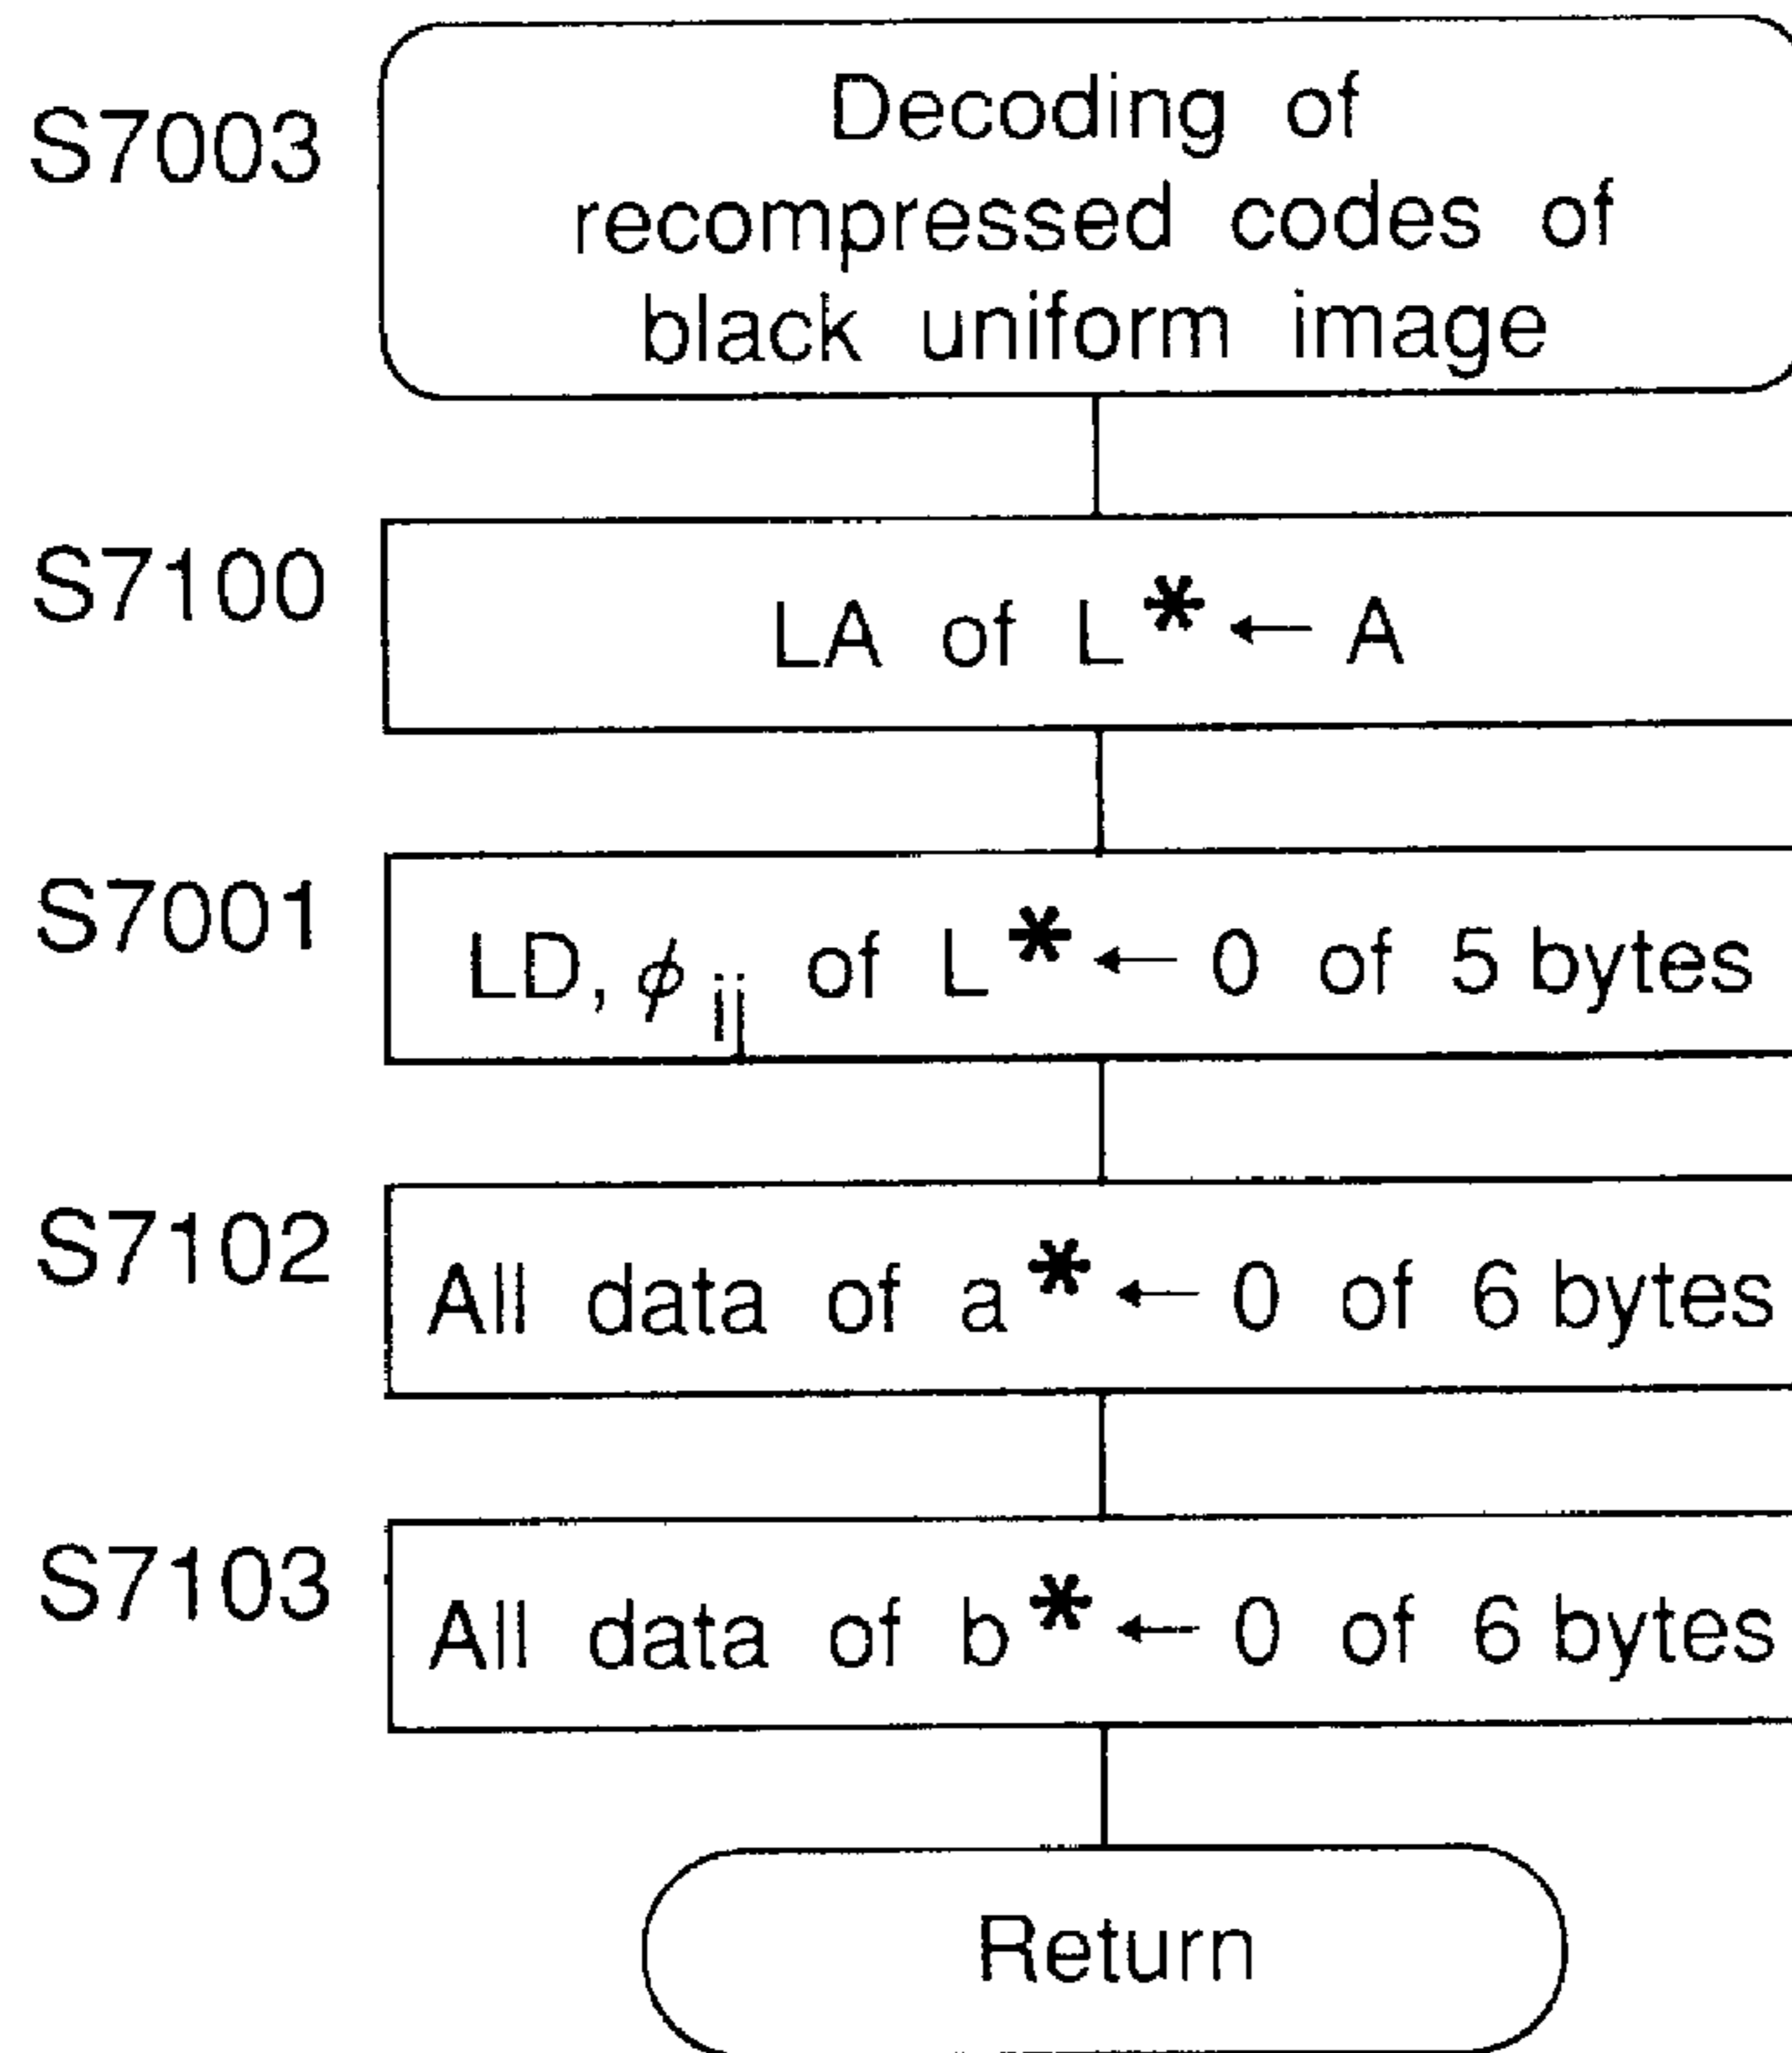 S7003
Decoding of
recompressed codes of
black uniform image
S7100
LA of L* ← A
S7001
LD, ϕij of L* ← 0 of 5 bytes
S7102
All data of a* ← 0 of 6 bytes
S7103
All data of b* ← 0 of 6 bytes
Return